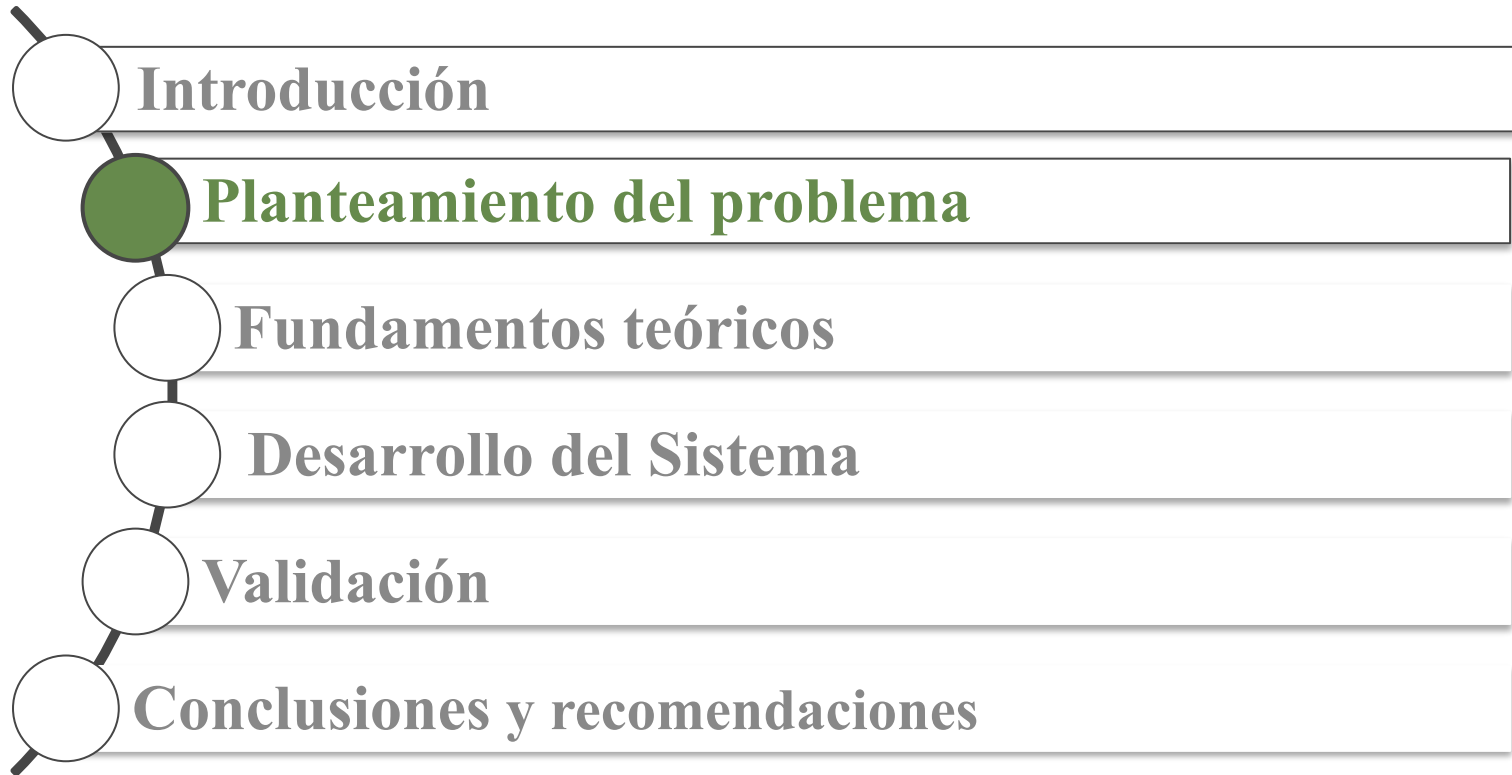 Introducción
Planteamiento del problema
Fundamentos teóricos
Desarrollo del Sistema
Validación
Conclusiones y recomendaciones